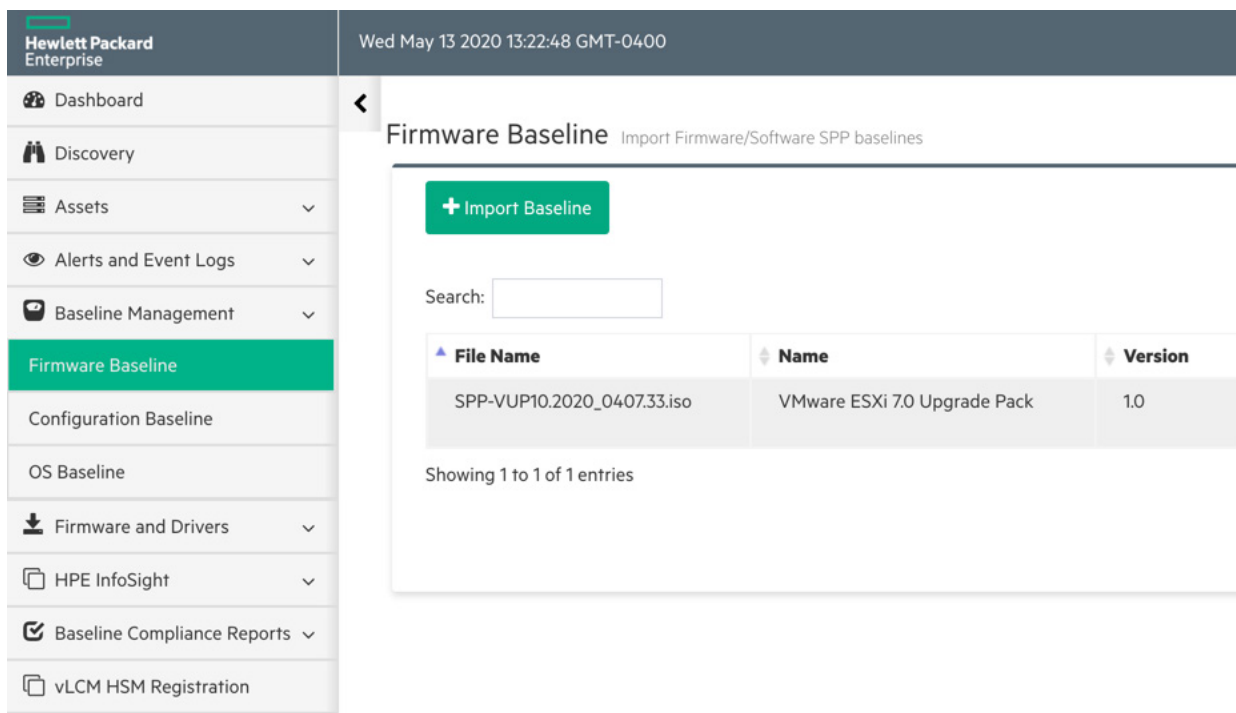 Hewlett Packard
Enterprise
Wed May 13 2020 13:22:48 GMT-0400
Dashboard
Discovery
Assets
Alerts and Event Logs
Baseline Management
Firmware Baseline
Configuration Baseline
OS Baseline
Firmware and Drivers
HPE InfoSight
Baseline Compliance Reports
vLCM HSM Registration
Firmware Baseline Import Firmware/Software SPP baselines
Import Baseline
Search:
File Name Name Version
SPP-VUP10.2020_0407.33.iso VMware ESXi 7.0 Upgrade Pack 1.0
Showing 1 to 1 of 1 entries